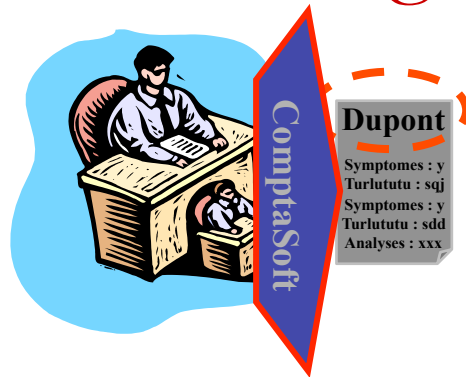 ComptaSoft
Dupont
Symptomes : y
Turlututu : sqj
Symptomes : y
Turlututu : sdd
Analyses : xxx